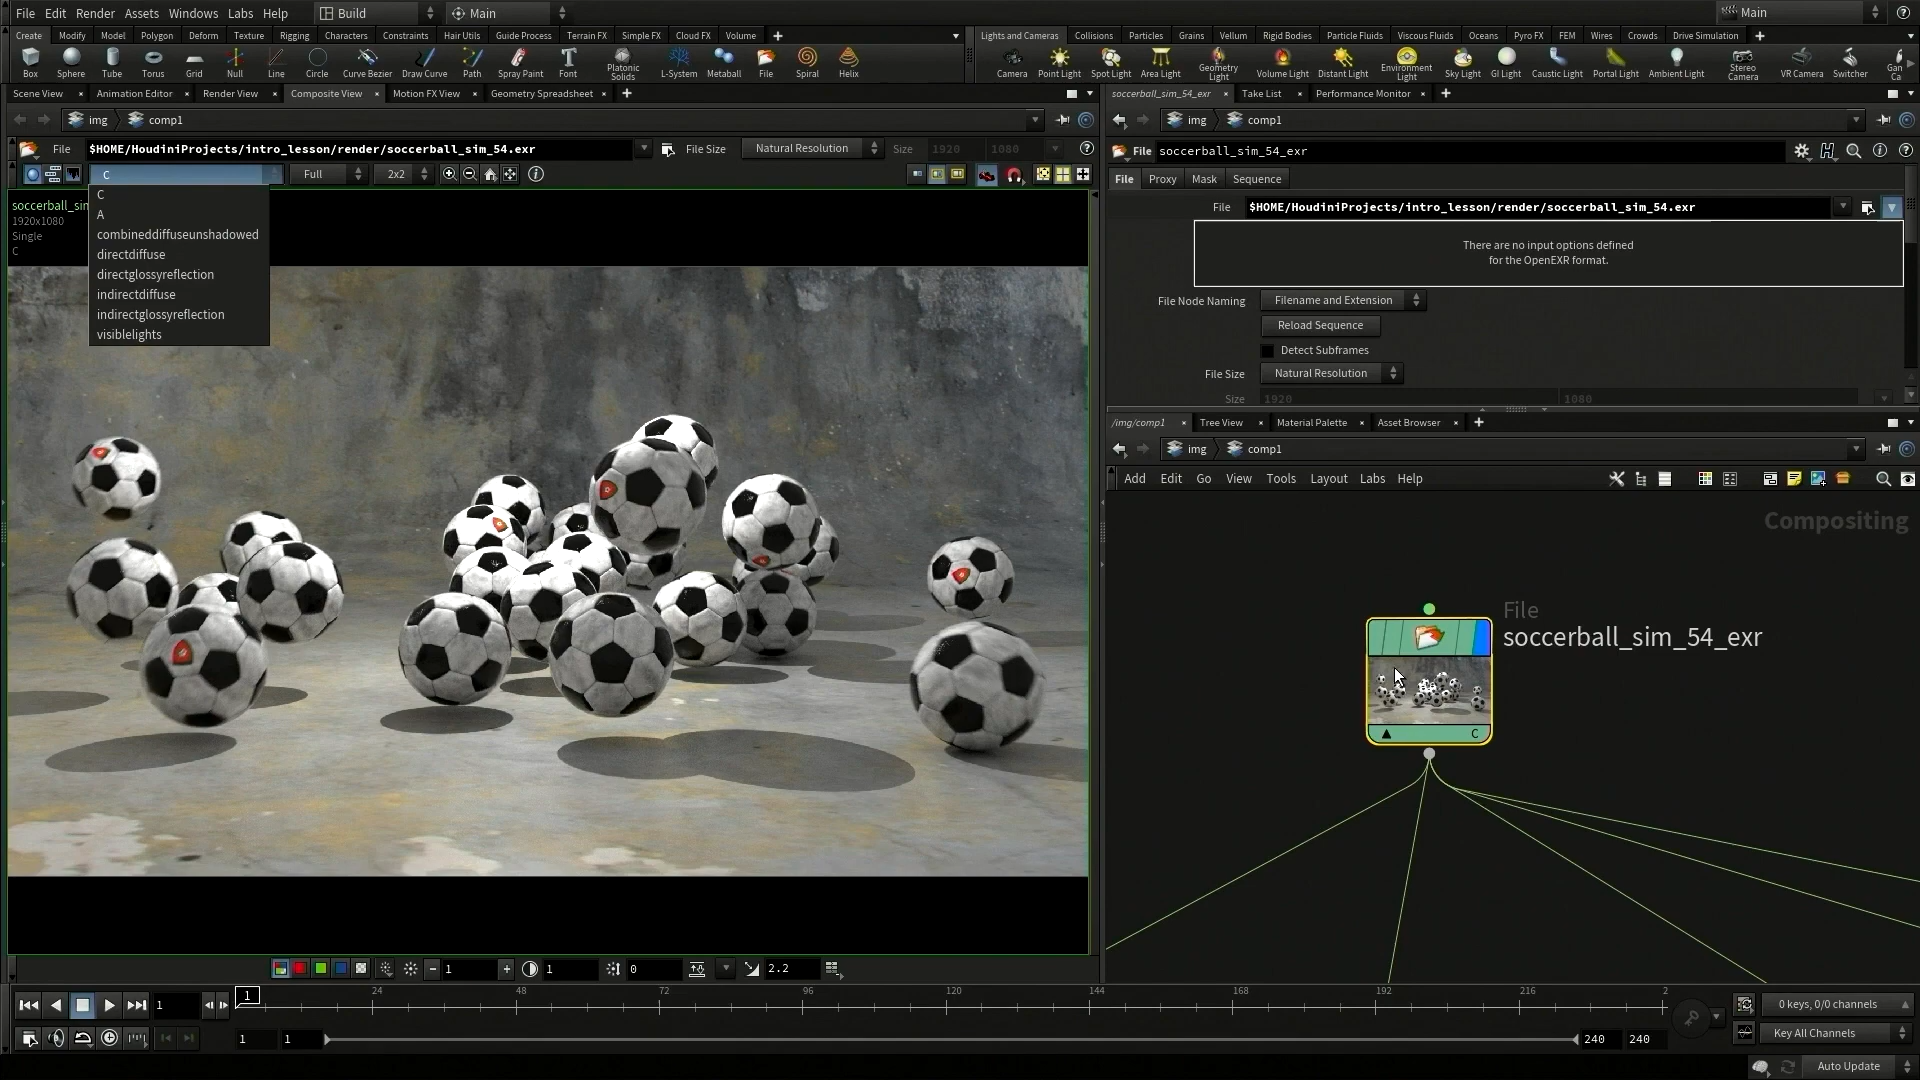 File Edit Render Assets Windows Labs Help Build Main Main
Create Modify Model Polygon Deform Texture Rigging Characters Constraints Hair Utils Guide Process Terrain FX Simple FX Cloud FX Volume
Lights and Cameras Collisions Particles Grains Vellum Rigid Bodies Particle Fluids Viscous Fluids Oceans Pyro FX FEM Wires Crowds Drive Simulation
Box Sphere Tube Torus Grid Null Line Circle Curve Bezier Draw Curve Path Spray Paint Font Platonic Solids L-System Metaball File Spiral Helix
Camera Point Light Spot Light Area Light Geometry Light Volume Light Distant Light Environment Light Sky Light GI Light Caustic Light Portal Light Ambient Light Stereo Camera VR Camera Switcher Gan Ca
Scene View Animation Editor Render View Composite View Motion FX View Geometry Spreadsheet
soccerball_sim_54_exr Take List Performance Monitor
img comp1
img comp1
File $HOME/HoudiniProjects/intro_lesson/render/soccerball_sim_54.exr File Size Natural Resolution Size 1920 1080
File soccerball_sim_54_exr
C Full 2x2
File Proxy Mask Sequence
C
A
combineddiffuseunshadowed
directdiffuse
directglossyreflection
indirectdiffuse
indirectglossyreflection
visiblelights
soccerball_sim
1920x1080
Single
C
File $HOME/HoudiniProjects/intro_lesson/render/soccerball_sim_54.exr
There are no input options defined
for the OpenEXR format.
File Node Naming Filename and Extension
Reload Sequence
Detect Subframes
File Size Natural Resolution
Size 1920 1080
/img/comp1 Tree View Material Palette Asset Browser
img comp1
Add Edit Go View Tools Layout Labs Help
Compositing
File
soccerball_sim_54_exr
C
1 1 0 2.2
1 1 24 48 72 96 120 144 168 192 216 2
0 keys, 0/0 channels
1 1 240 240
Key All Channels
Auto Update